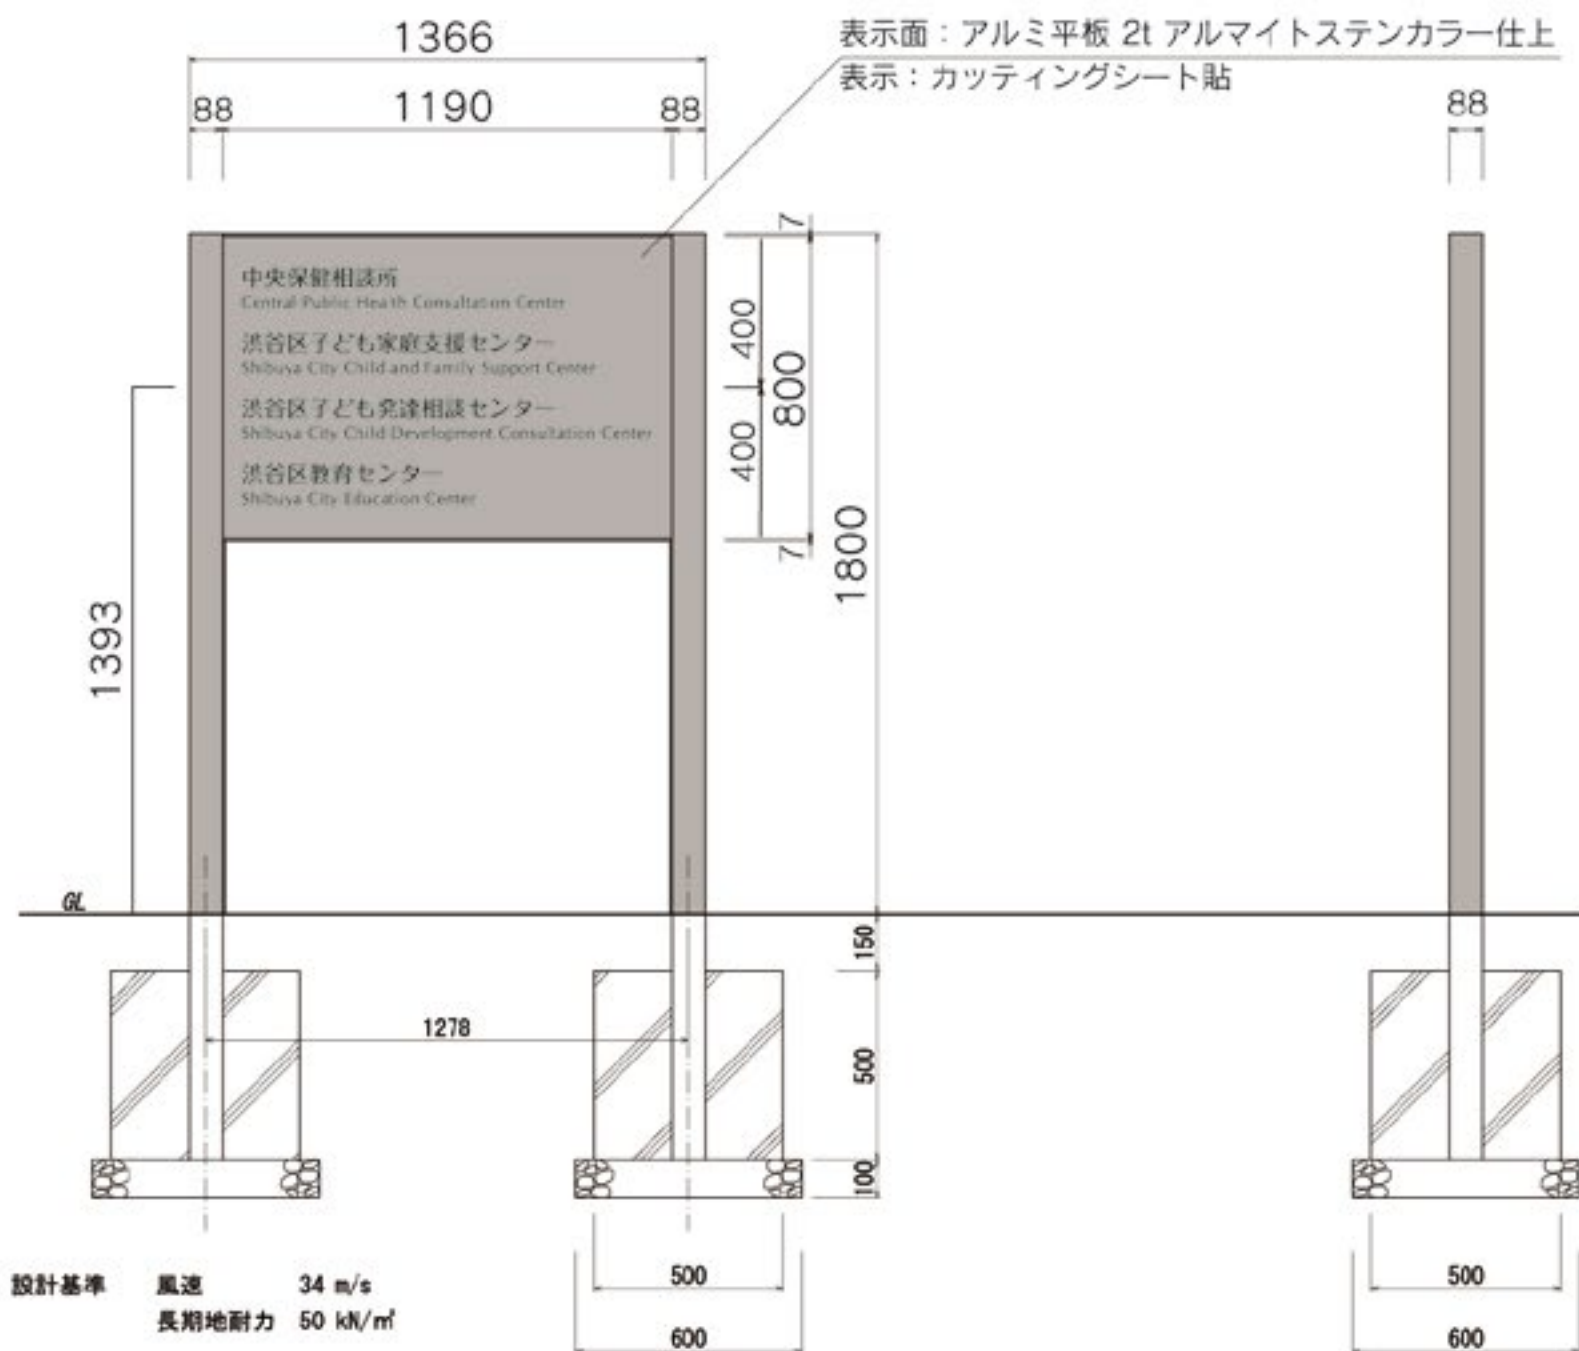 1366
表示面：アルミ平板 2t アルマイトステンカラー仕上
表示：カッティングシート貼
88
1190
88
88
7
中央保健相談所
Central Public Health Consultation Center
渋谷区子ども家庭支援センター
Shibuya City Child and Family Support Center
渋谷区子ども発達相談センター
Shibuya City Child Development Consultation Center
渋谷区教育センター
Shibuya City Education Center
400
800
400
7
1800
1393
GL
150
1278
500
100
500
600
500
600
設計基準 風速 34 m/s
長期地耐力 50 kN/㎡